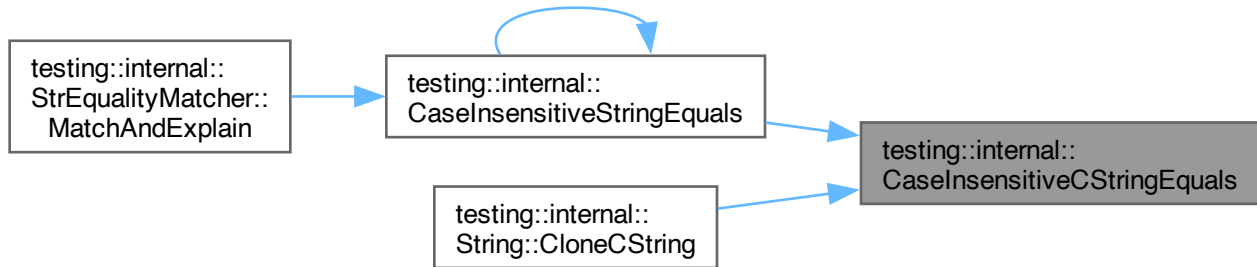 testing::internal::
StrEqualityMatcher::
MatchAndExplain
testing::internal::
CaseInsensitiveStringEquals
testing::internal::
String::CloneCString
testing::internal::
CaseInsensitiveCStringEquals